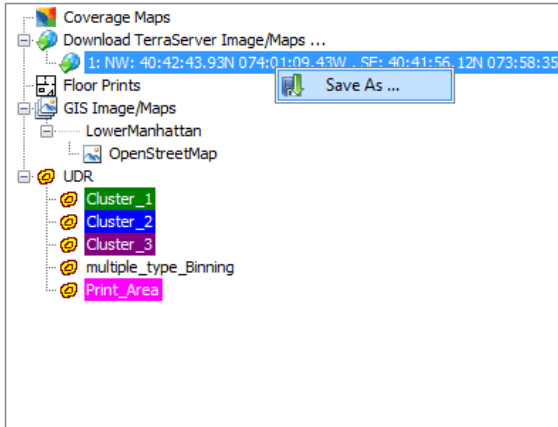 Coverage Maps
Download TerraServer Image/Maps ...
1: NW: 40:42:43.93N 074:01:09.43W , SE: 40:41:56.12N 073:58:35
Save As ...
Floor Prints
GIS Image/Maps
LowerManhattan
OpenStreetMap
UDR
Cluster_1
Cluster_2
Cluster_3
multiple_type_Binning
Print_Area